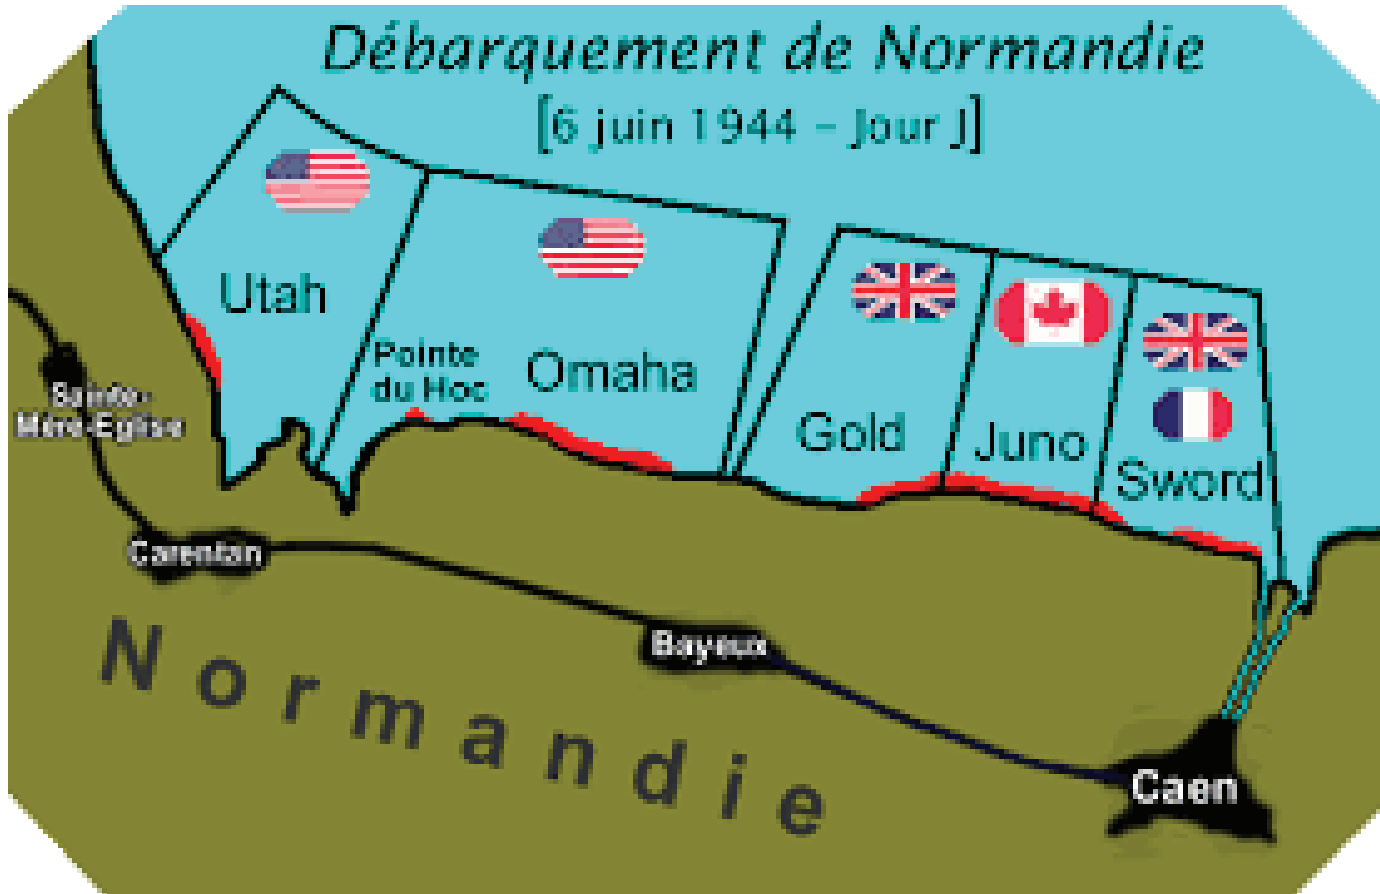 Débarquement de Normandie
[6 juin 1944 – Jour J]
Utah
Pointe
du Hoc
Omaha
Gold
Juno
Sword
Sainte-
Mère-Eglise
Carentan
Bayeux
Caen
Normandie